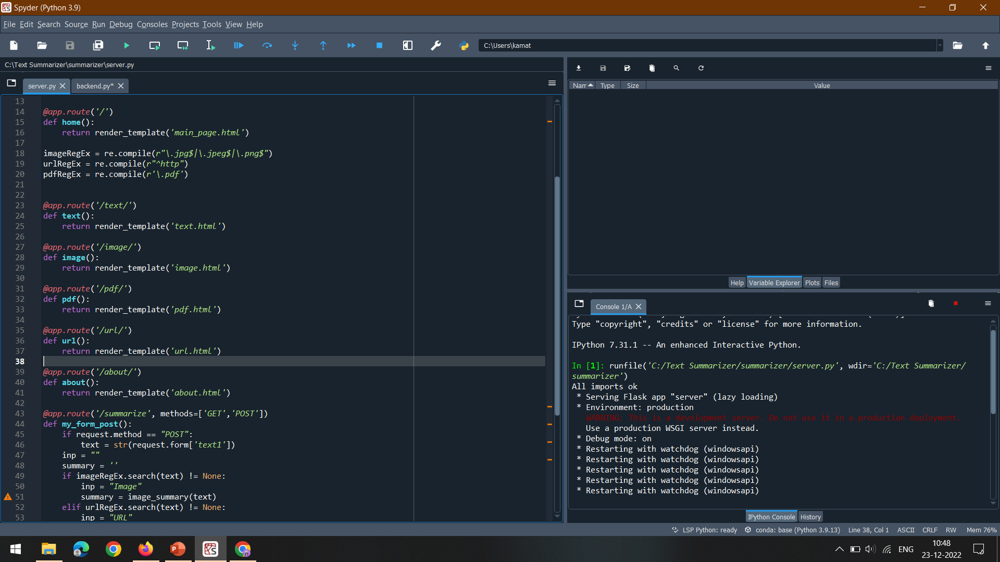 Spyder (Python 3.9)
File Edit Search Source Run Debug Consoles Projects Tools View Help
C:\Users\kamat
C:\Text Summarizer\summarizer\server.py
server.py
backend.py*
13
14 @app.route('/')
15 def home():
16     return render_template('main_page.html')
17
18 imageRegEx = re.compile(r"\.jpg$|\.jpeg$|\.png$")
19 urlRegEx = re.compile(r"^http")
20 pdfRegEx = re.compile(r'\.pdf')
21
22
23 @app.route('/text/')
24 def text():
25     return render_template('text.html')
26
27 @app.route('/image/')
28 def image():
29     return render_template('image.html')
30
31 @app.route('/pdf/')
32 def pdf():
33     return render_template('pdf.html')
34
35 @app.route('/url/')
36 def url():
37     return render_template('url.html')
38
39 @app.route('/about/')
40 def about():
41     return render_template('about.html')
42
43 @app.route('/summarize', methods=['GET','POST'])
44 def my_form_post():
45     if request.method == "POST":
46         text = str(request.form['text1'])
47     inp = ""
48     summary = ''
49     if imageRegEx.search(text) != None:
50         inp = "Image"
51         summary = image_summary(text)
52     elif urlRegEx.search(text) != None:
53         inp = "URL"
Nam Type Size Value
Help Variable Explorer Plots Files
Console 1/A
Type "copyright", "credits" or "license" for more information.
IPython 7.31.1 -- An enhanced Interactive Python.
In [1]: runfile('C:/Text Summarizer/summarizer/server.py', wdir='C:/Text Summarizer/
summarizer')
All imports ok
 * Serving Flask app "server" (lazy loading)
 * Environment: production
   WARNING: This is a development server. Do not use it in a production deployment.
   Use a production WSGI server instead.
 * Debug mode: on
 * Restarting with watchdog (windowsapi)
 * Restarting with watchdog (windowsapi)
 * Restarting with watchdog (windowsapi)
 * Restarting with watchdog (windowsapi)
 * Restarting with watchdog (windowsapi)
IPython Console History
LSP Python: ready conda: base (Python 3.9.13) Line 38, Col 1 ASCII CRLF RW Mem 76%
ENG
10:48
23-12-2022